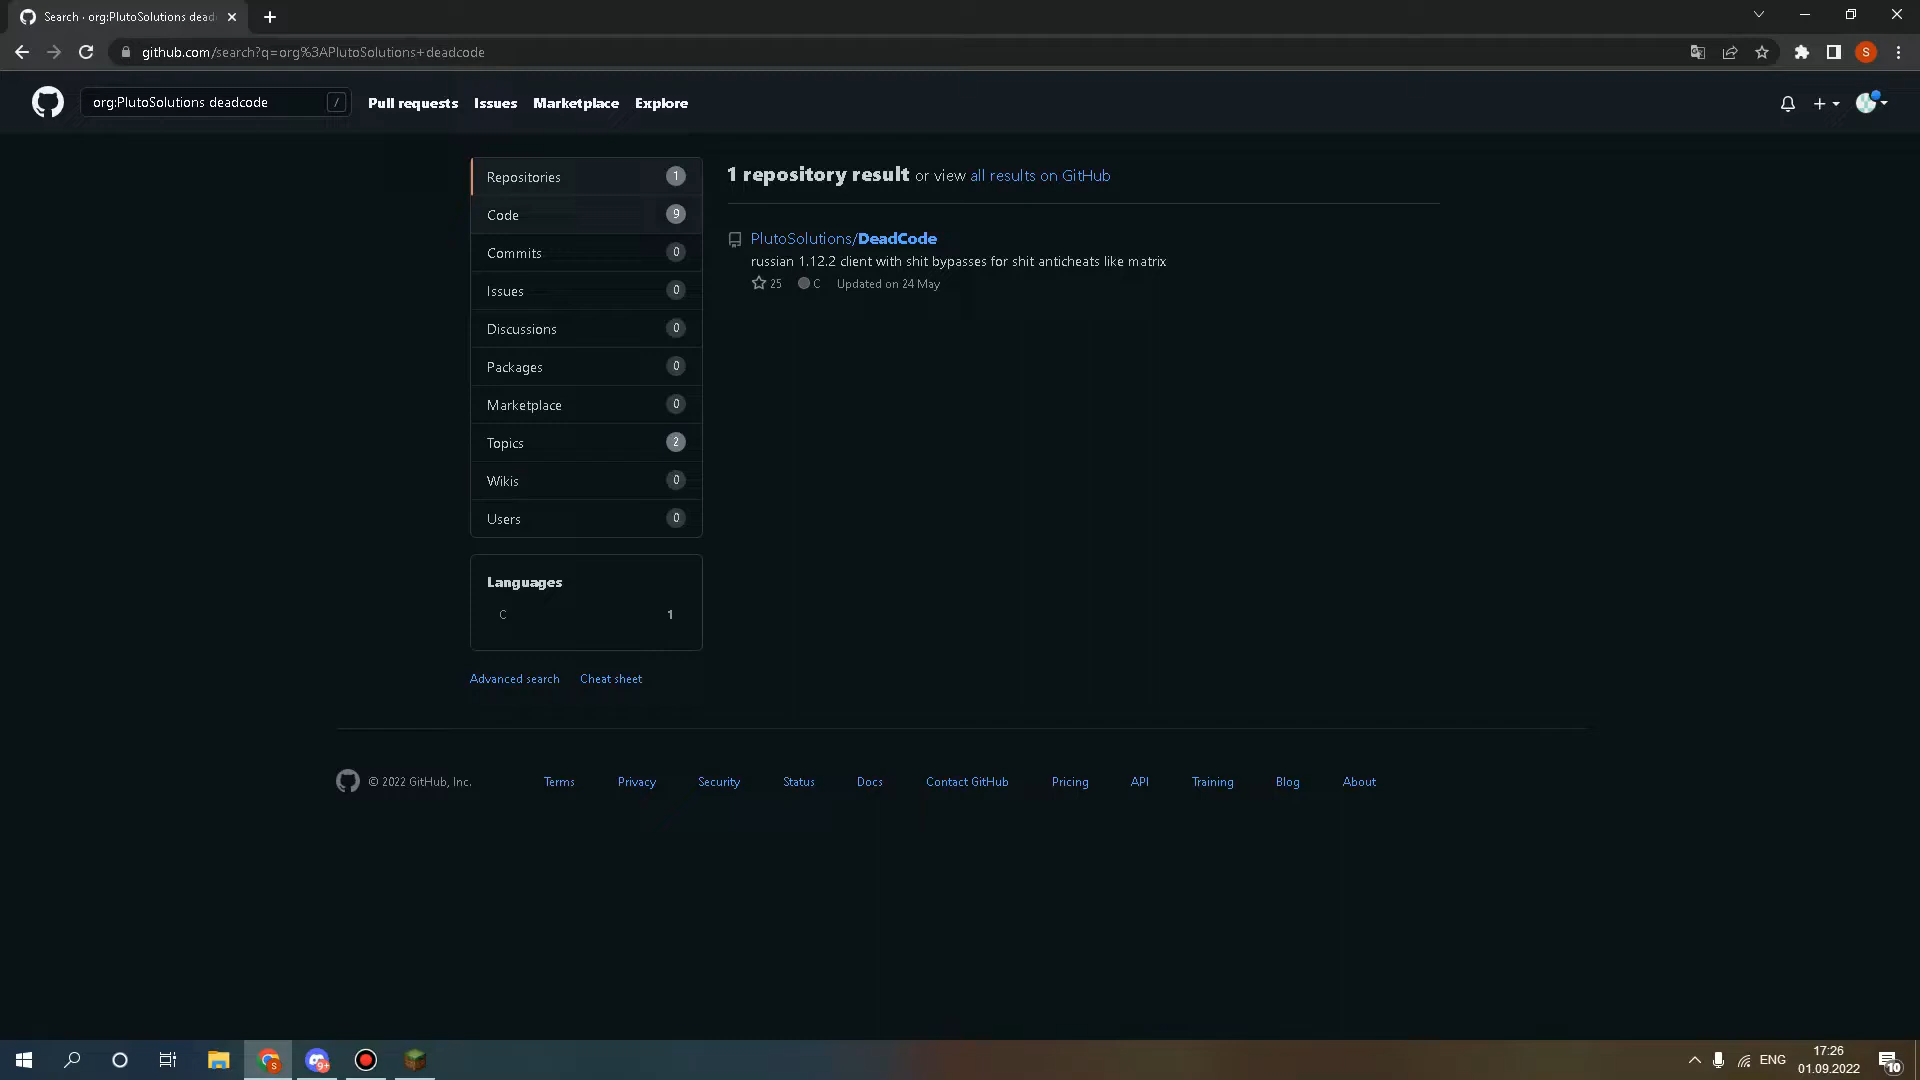 Search · org:PlutoSolutions dead
github.com/search?q=org%3APlutoSolutions+deadcode
S
org:PlutoSolutions deadcode /
Pull requests Issues Marketplace Explore
Repositories 1
Code 9
Commits 0
Issues 0
Discussions 0
Packages 0
Marketplace 0
Topics 2
Wikis 0
Users 0
Languages
C 1
Advanced search Cheat sheet
1 repository result or view all results on GitHub
PlutoSolutions/DeadCode
russian 1.12.2 client with shit bypasses for shit anticheats like matrix
25 C Updated on 24 May
© 2022 GitHub, Inc. Terms Privacy Security Status Docs Contact GitHub Pricing API Training Blog About
S 9+ ENG 17:26
01.09.2022 10